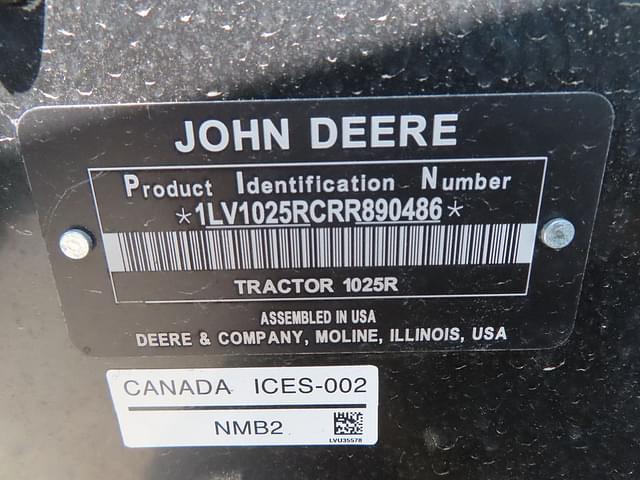 JOHN DEERE
Product Identification Number
*1LV1025RCRR890486*
TRACTOR 1025R
ASSEMBLED IN USA
DEERE & COMPANY, MOLINE, ILLINOIS, USA
CANADA ICES-002
NMB2
LVU35578